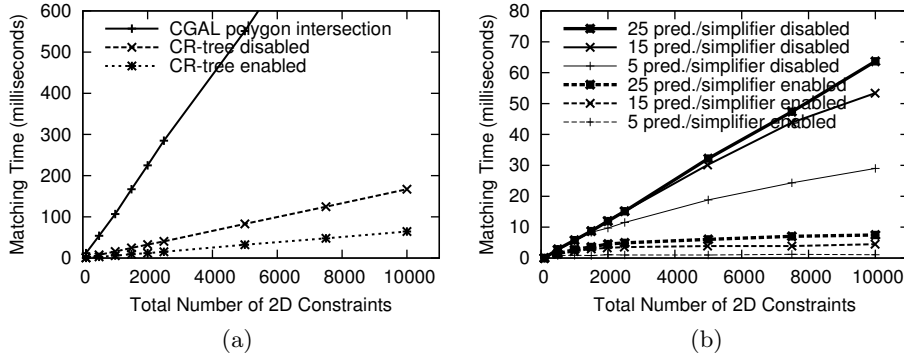 600
500
400
300
200
100
0
Matching Time (milliseconds)
CGAL polygon intersection
CR-tree disabled
CR-tree enabled
0 2000 4000 6000 8000 10000
Total Number of 2D Constraints
(a)
80
70
60
50
40
30
20
10
0
Matching Time (milliseconds)
25 pred./simplifier disabled
15 pred./simplifier disabled
5 pred./simplifier disabled
25 pred./simplifier enabled
15 pred./simplifier enabled
5 pred./simplifier enabled
0 2000 4000 6000 8000 10000
Total Number of 2D Constraints
(b)